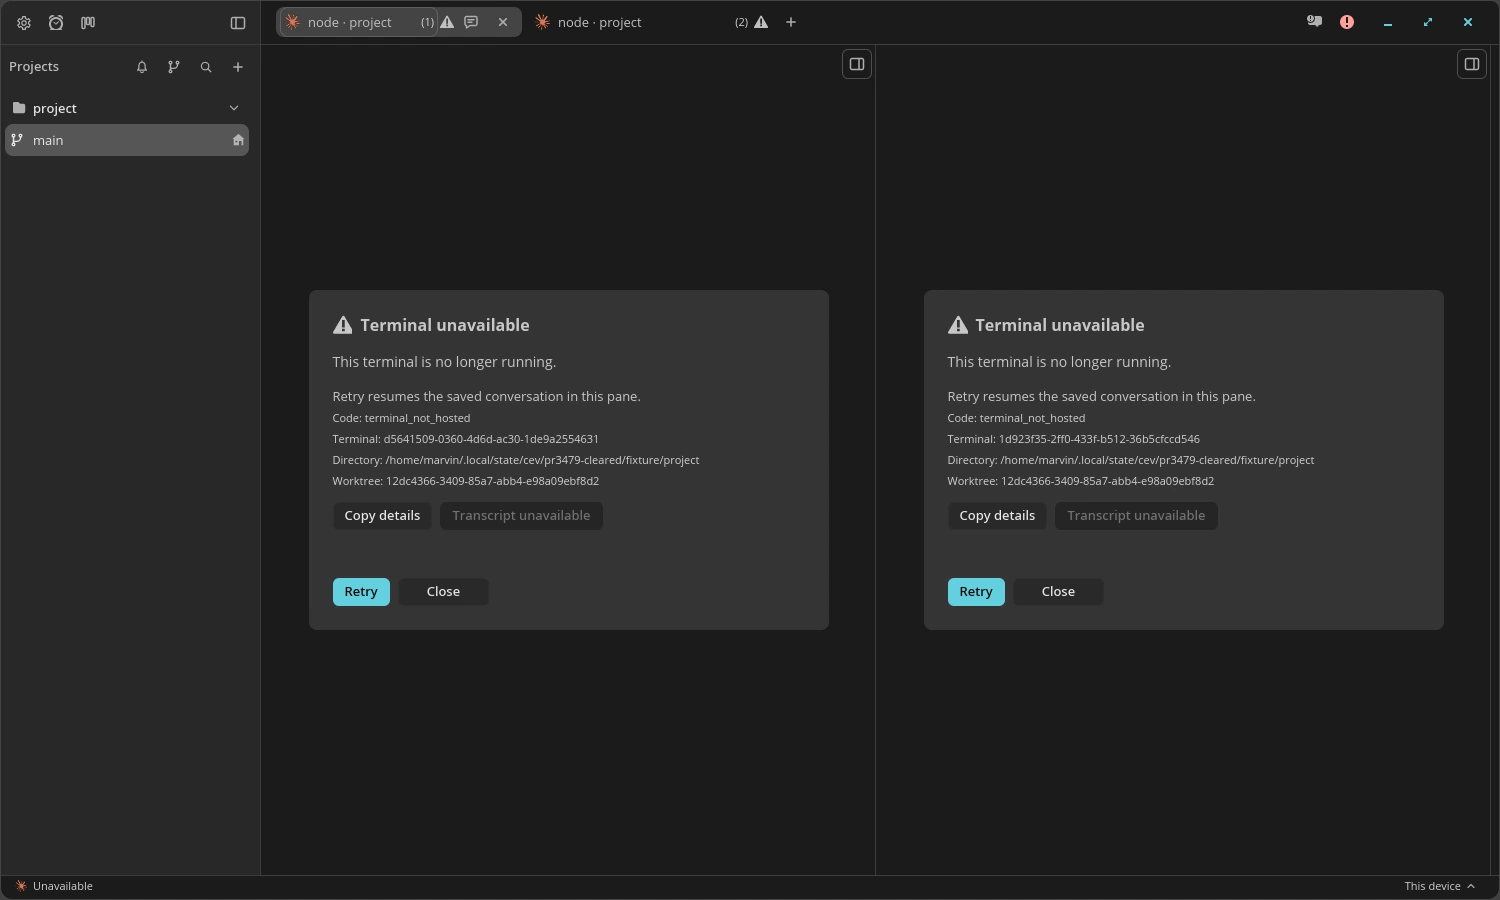 node · project (1)
node · project (2)
Projects
project
main
Terminal unavailable
This terminal is no longer running.
Retry resumes the saved conversation in this pane.
Code: terminal_not_hosted
Terminal: d5641509-0360-4d6d-ac30-1de9a2554631
Directory: /home/marvin/.local/state/cev/pr3479-cleared/fixture/project
Worktree: 12dc4366-3409-85a7-abb4-e98a09ebf8d2
Copy details Transcript unavailable
Retry Close
Terminal unavailable
This terminal is no longer running.
Retry resumes the saved conversation in this pane.
Code: terminal_not_hosted
Terminal: 1d923f35-2ff0-433f-b512-36b5cfccd546
Directory: /home/marvin/.local/state/cev/pr3479-cleared/fixture/project
Worktree: 12dc4366-3409-85a7-abb4-e98a09ebf8d2
Copy details Transcript unavailable
Retry Close
Unavailable
This device